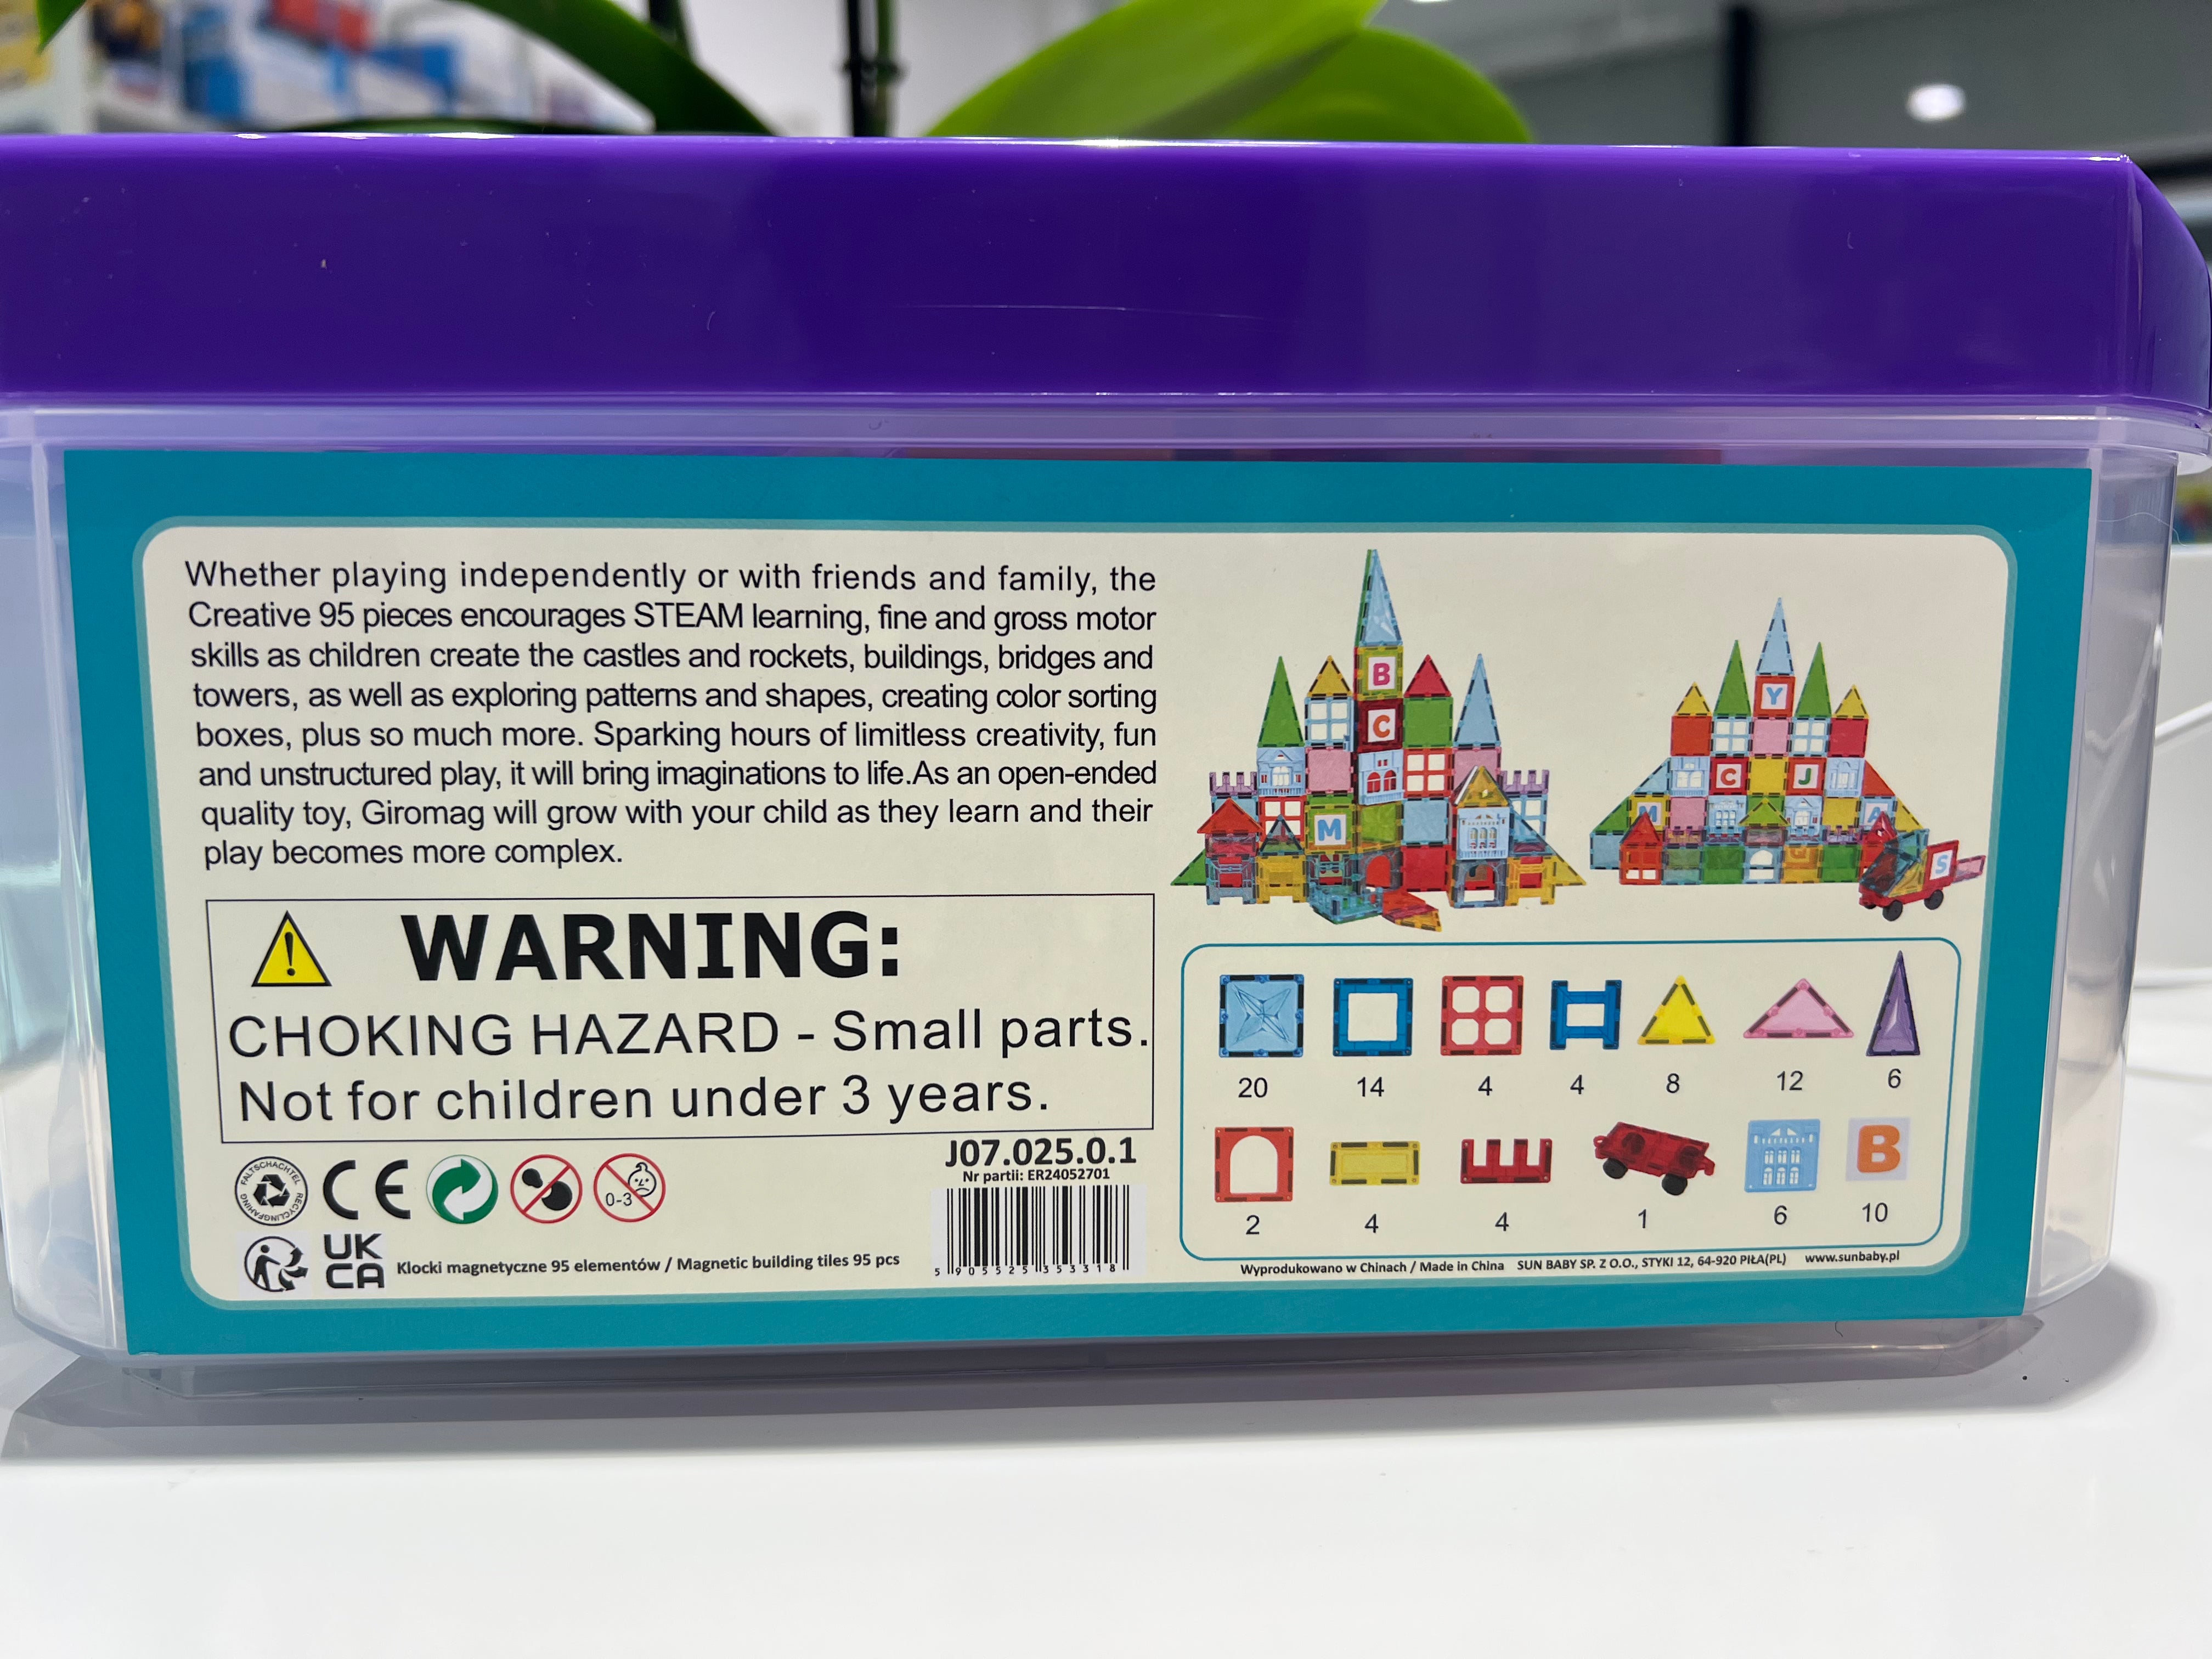 Whether playing independently or with friends and family, the
Creative 95 pieces encourages STEAM learning, fine and gross motor
skills as children create the castles and rockets, buildings, bridges and
towers, as well as exploring patterns and shapes, creating color sorting
boxes, plus so much more. Sparking hours of limitless creativity, fun
and unstructured play, it will bring imaginations to life.As an open-ended
quality toy, Giromag will grow with your child as they learn and their
play becomes more complex.
WARNING:
CHOKING HAZARD - Small parts.
Not for children under 3 years.
FALTSCHACHTEL RECYCLINGFÄHIG
CE
0-3
UK
CA
Klocki magnetyczne 95 elementów / Magnetic building tiles 95 pcs
J07.025.0.1
Nr partii: ER24052701
5 905525 353318
B
C
M
Y
C J
M A
S
20 14 4 4 8 12 6
B
2 4 4 1 6 10
Wyprodukowano w Chinach / Made in China SUN BABY SP. Z O.O., STYKI 12, 64-920 PIŁA(PL) www.sunbaby.pl